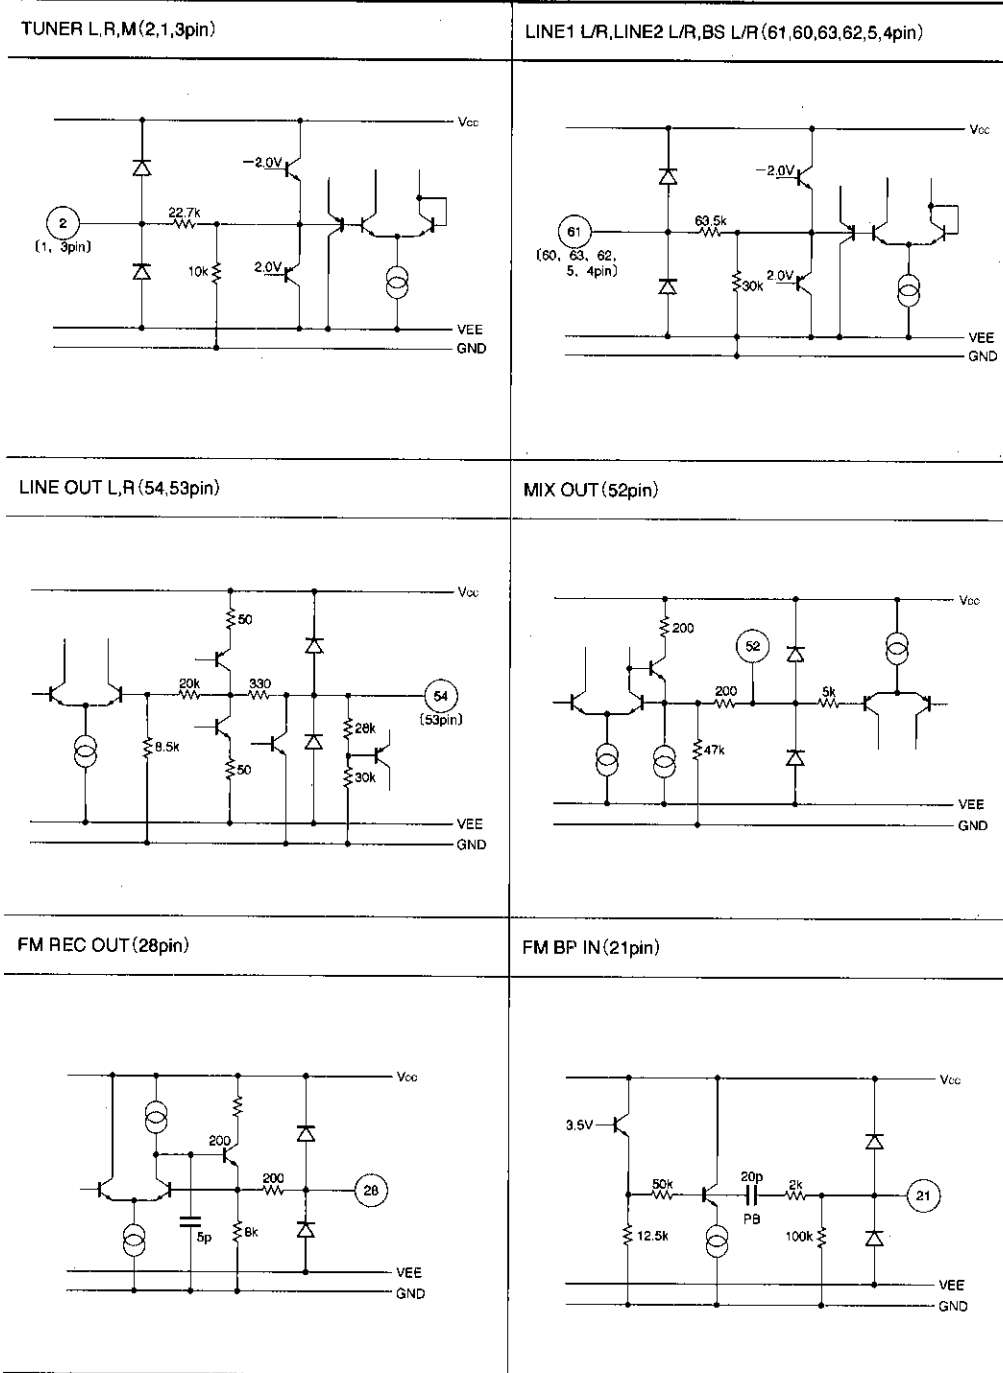 TUNER L,R,M(2,1,3pin)
Vcc
−2.0V
22.7k
2
(1, 3pin)
10k
2.0V
VEE
GND
LINE1 L/R,LINE2 L/R,BS L/R(61,60,63,62,5,4pin)
Vcc
−2.0V
63.5k
61
(60, 63, 62,
5, 4pin)
30k
2.0V
VEE
GND
LINE OUT L,R(54,53pin)
Vcc
50
20k
330
54
(53pin)
28k
8.5k
50
30k
VEE
GND
MIX OUT(52pin)
Vcc
200
52
200
5k
47k
VEE
GND
FM REC OUT(28pin)
Vcc
200
200
28
5p
8k
VEE
GND
FM BP IN(21pin)
Vcc
3.5V
50k
20p
2k
21
PB
12.5k
100k
VEE
GND